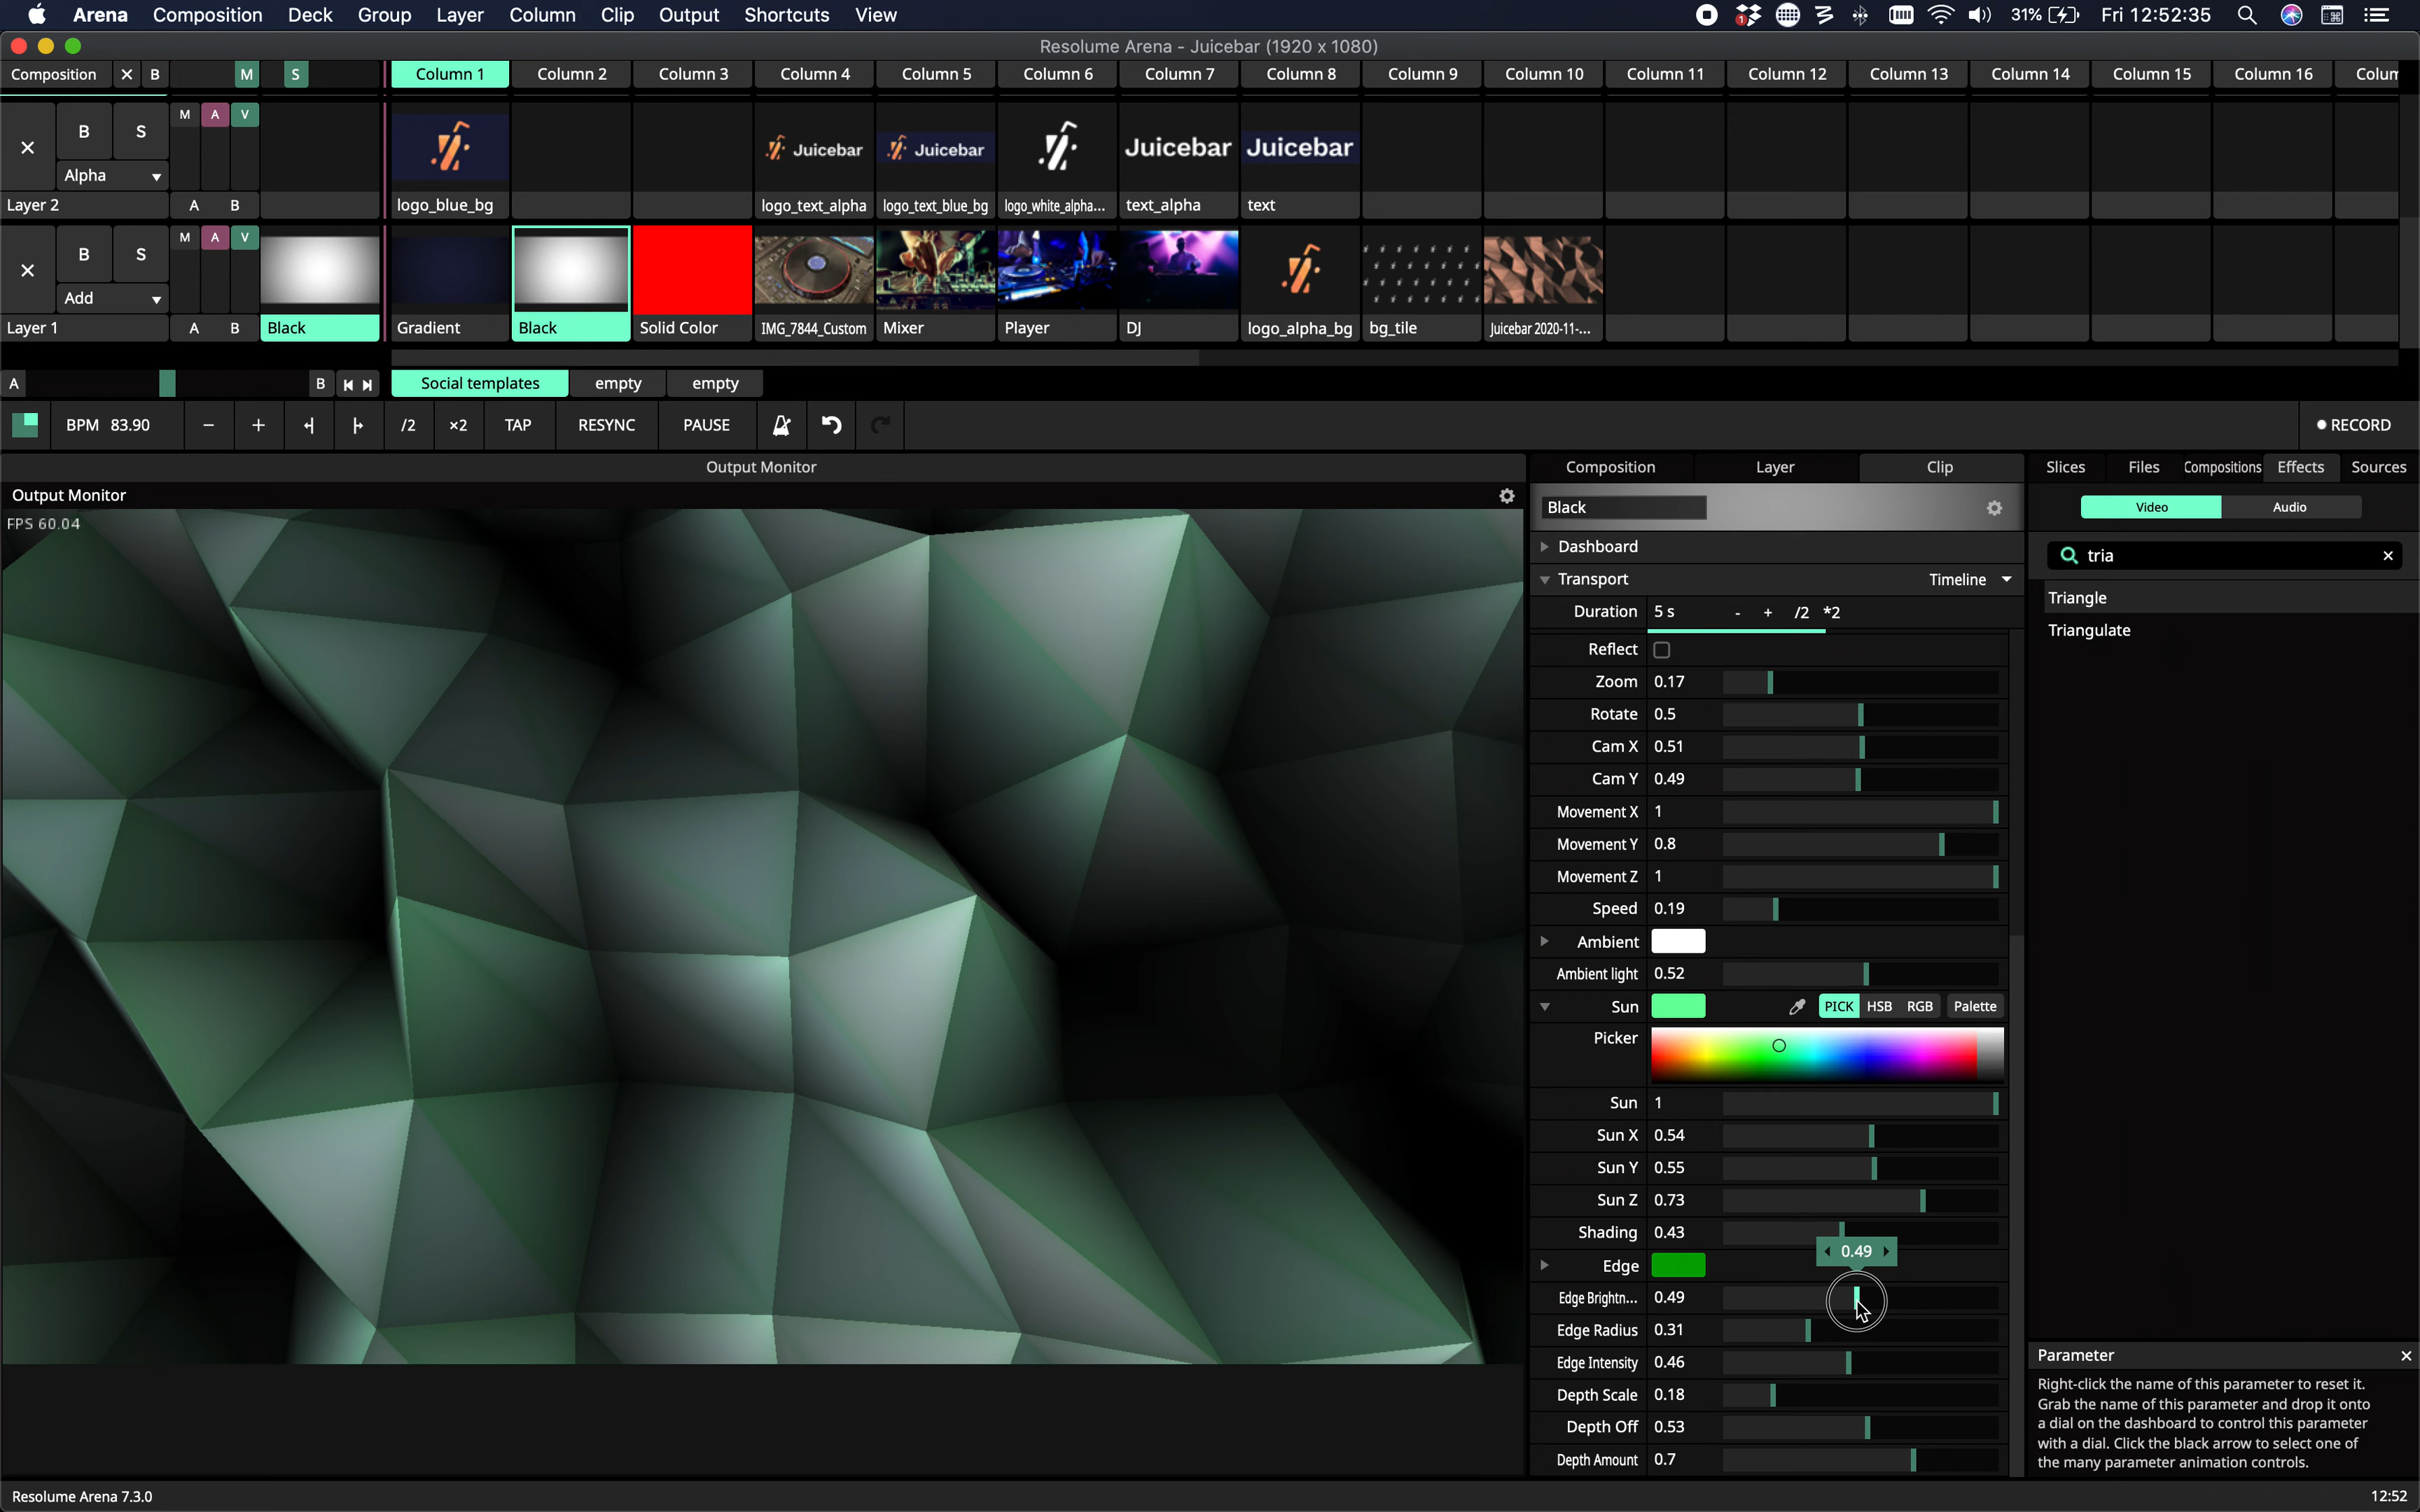 Arena Composition Deck Group Layer Column Clip Output Shortcuts View 1 31% Fri 12:52:35
Resolume Arena - Juicebar (1920 x 1080)
Composition B M S Column 1 Column 2 Column 3 Column 4 Column 5 Column 6 Column 7 Column 8 Column 9 Column 10 Column 11 Column 12 Column 13 Column 14 Column 15 Column 16 Colum
M A V
B S
Juicebar Juicebar Juicebar Juicebar
Alpha
Layer 2 A B logo_blue_bg logo_text_alpha logo_text_blue_bg logo_white_alpha... text_alpha text
M A V
B S
Add
Layer 1 A B Black Gradient Black Solid Color IMG_7844_Custom Mixer Player DJ logo_alpha_bg bg_tile Juicebar 2020-11-...
A B Social templates empty empty
BPM 83.90 − + /2 ×2 TAP RESYNC PAUSE RECORD
Output Monitor
Output Monitor
FPS 60.04
Composition Layer Clip
Black
Dashboard
Transport Timeline
Duration 5 s - + /2 *2
Reflect
Zoom 0.17
Rotate 0.5
Cam X 0.51
Cam Y 0.49
Movement X 1
Movement Y 0.8
Movement Z 1
Speed 0.19
Ambient
Ambient light 0.52
Sun PICK HSB RGB Palette
Picker
Sun 1
Sun X 0.54
Sun Y 0.55
Sun Z 0.73
Shading 0.43
0.49
Edge
Edge Brightn... 0.49
Edge Radius 0.31
Edge Intensity 0.46
Depth Scale 0.18
Depth Off 0.53
Depth Amount 0.7
Slices Files Compositions Effects Sources
Video Audio
tria
Triangle
Triangulate
Parameter
Right-click the name of this parameter to reset it.
Grab the name of this parameter and drop it onto
a dial on the dashboard to control this parameter
with a dial. Click the black arrow to select one of
the many parameter animation controls.
Resolume Arena 7.3.0 12:52